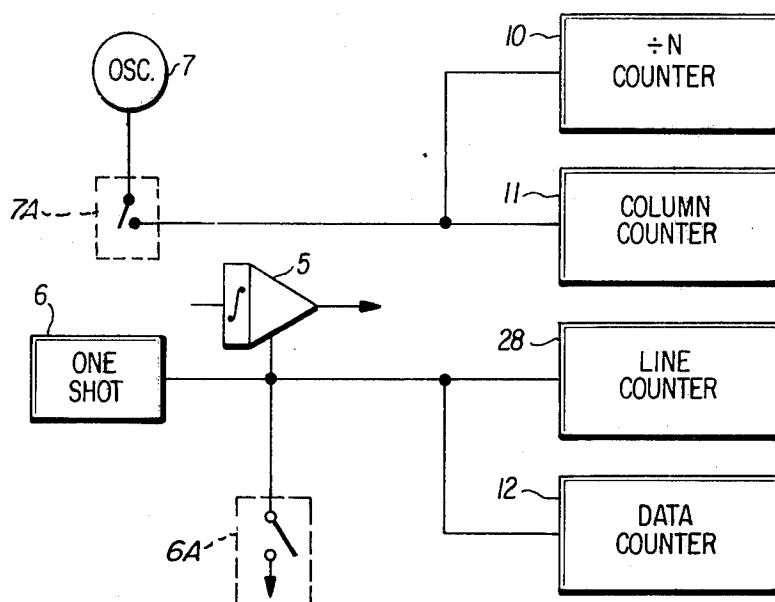 10
÷N
COUNTER
OSC.
7
7A
11
COLUMN
COUNTER
5
∫
6
ONE
SHOT
28
LINE
COUNTER
12
DATA
COUNTER
6A